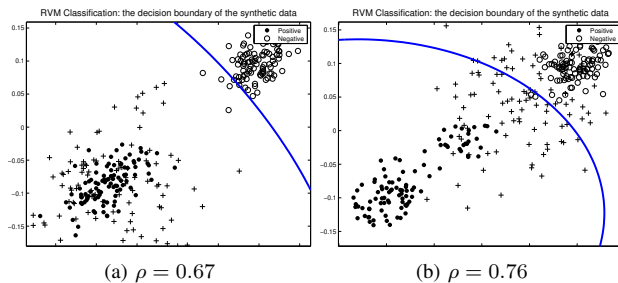 RVM Classification: the decision boundary of the synthetic data
Positive
Negative
0.15
0.1
0.05
0
−0.05
−0.1
−0.15
(a) ρ = 0.67
RVM Classification: the decision boundary of the synthetic data
Positive
Negative
0.15
0.1
0.05
0
−0.05
−0.1
−0.15
(b) ρ = 0.76